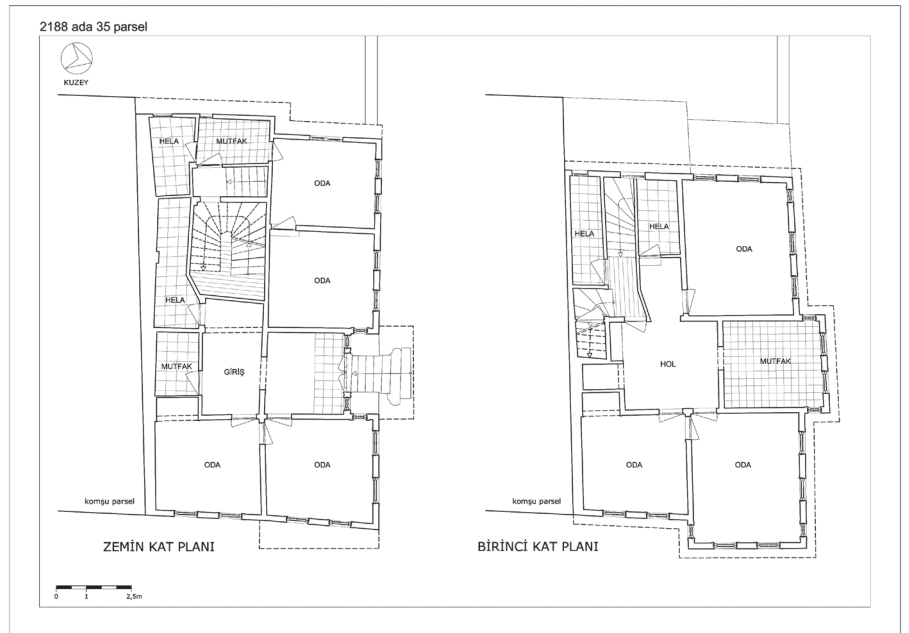 2188 ada 35 parsel
KUZEY
HELA
MUTFAK
ODA
ODA
HELA
MUTFAK
GİRİŞ
ODA
ODA
komşu parsel
ZEMİN KAT PLANI
HELA
HELA
ODA
HOL
MUTFAK
ODA
ODA
komşu parsel
BİRİNCİ KAT PLANI
0 1 2,5m